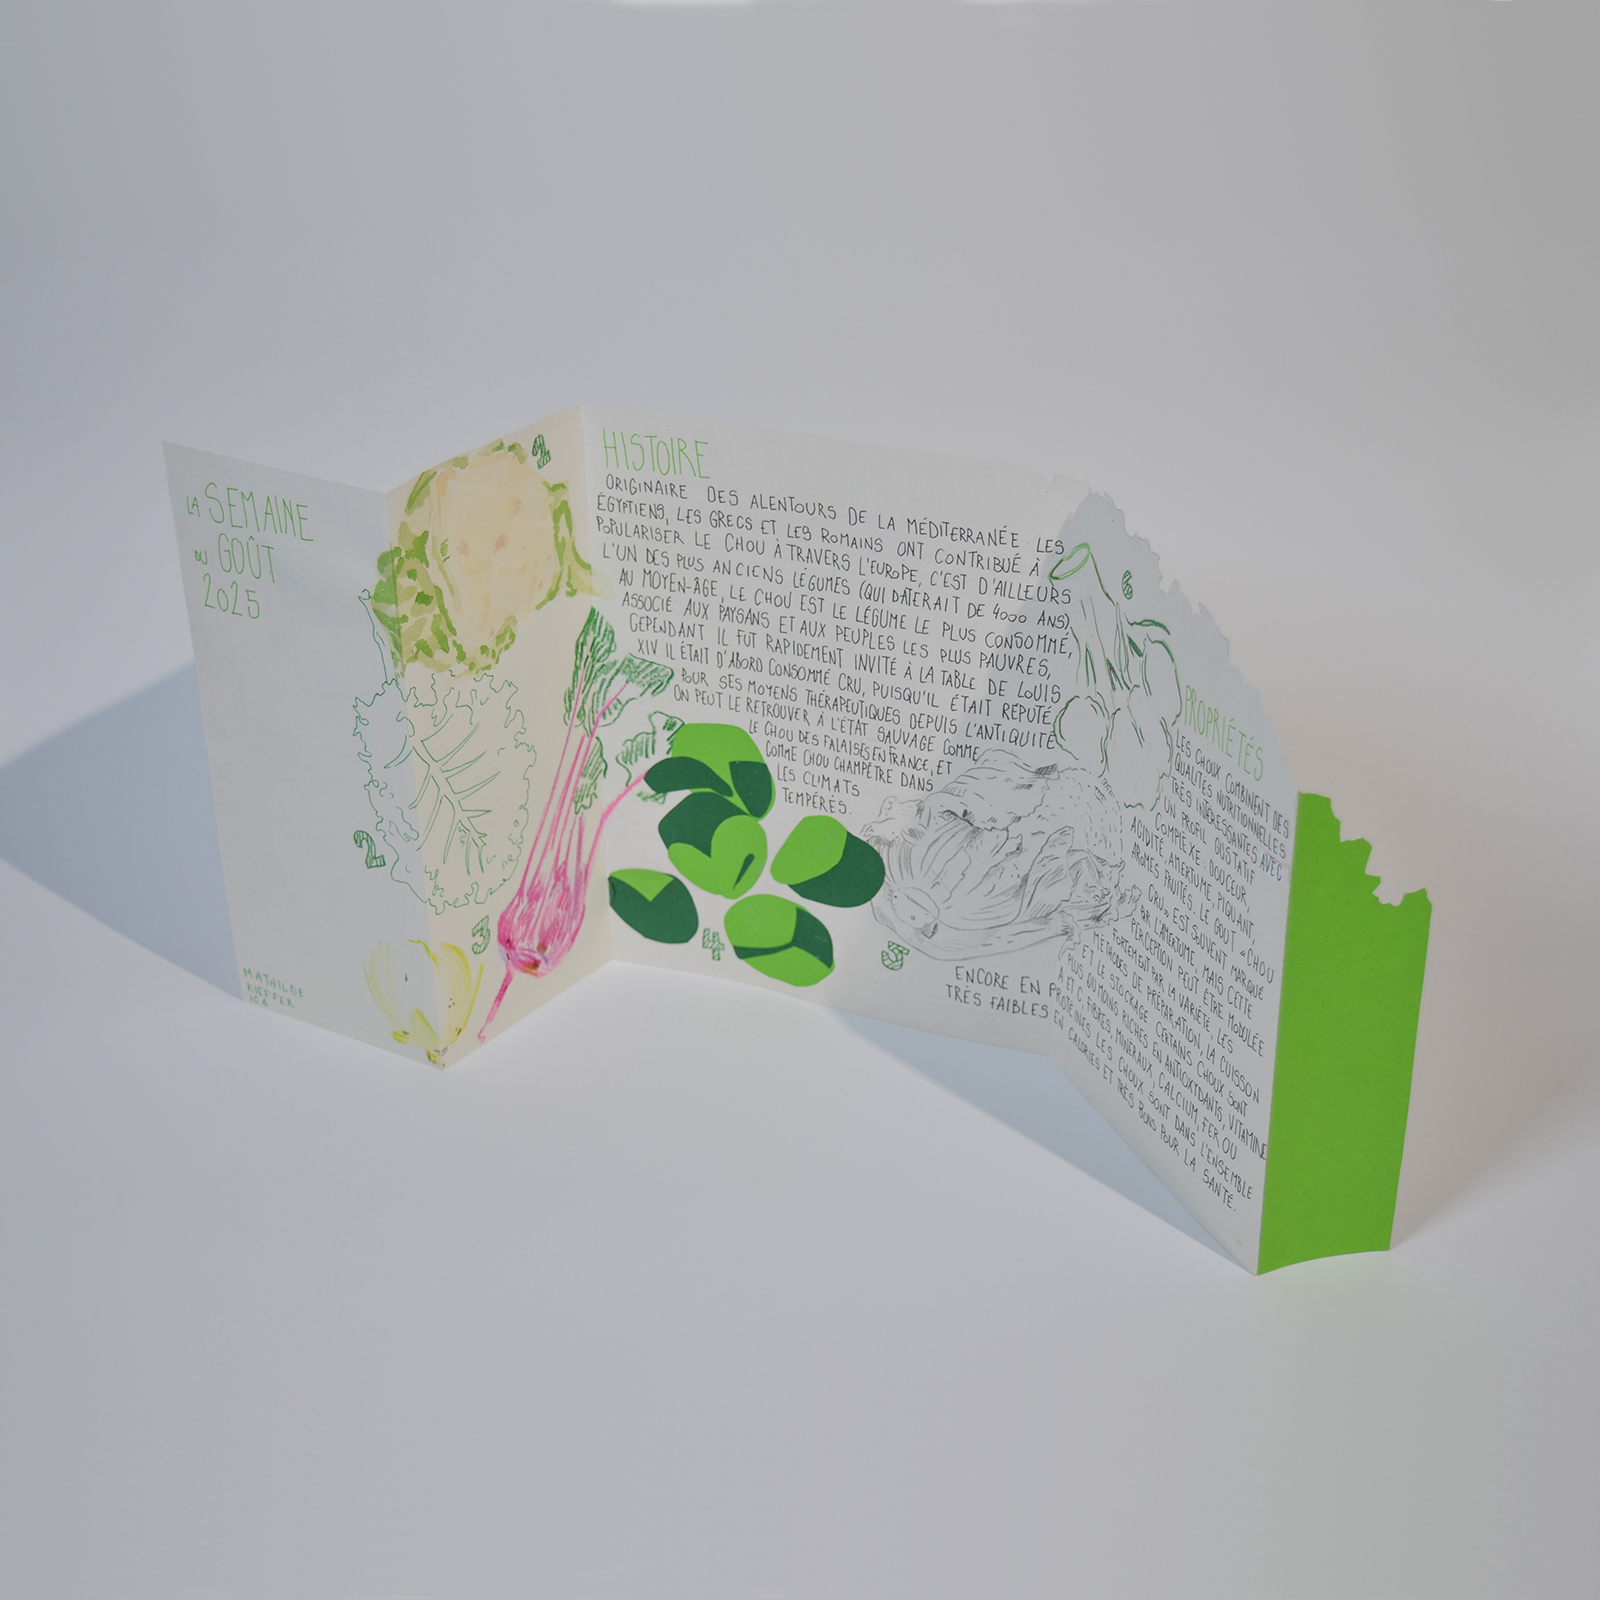 LA SEMAINE
DU GOÛT
2025
MATHILDE
1
2
3
HISTOIRE
ORIGINAIRE DES ALENTOURS DE LA MÉDITERRANÉE LES
ÉGYPTIENS, LES GRECS ET LES ROMAINS ONT CONTRIBUÉ À
POPULARISER LE CHOU À TRAVERS L'EUROPE, C'EST D'AILLEURS
L'UN DES PLUS ANCIENS LÉGUMES (QUI DATERAIT DE 4000 ANS).
AU MOYEN-ÂGE, LE CHOU EST LE LÉGUME LE PLUS CONSOMMÉ,
ASSOCIÉ AUX PAYSANS ET AUX PEUPLES LES PLUS PAUVRES,
CEPENDANT IL FUT RAPIDEMENT INVITÉ À LA TABLE DE LOUIS
XIV IL ÉTAIT D'ABORD CONSOMMÉ CRU, PUISQU'IL ÉTAIT RÉPUTÉ
POUR SES MOYENS THÉRAPEUTIQUES DEPUIS L'ANTIQUITÉ
ON PEUT LE RETROUVER À L'ÉTAT SAUVAGE COMME
LE CHOU DES FALAISES EN FRANCE, ET
COMME CHOU CHAMPÊTRE DANS
LES CLIMATS
TEMPÉRÉS.
4
5
6
PROPRIÉTÉS
LES CHOUX COMBINENT DES
QUALITÉS NUTRITIONNELLES
TRÈS INTÉRESSANTES AVEC
UN PROFIL GUSTATIF
COMPLEXE: DOUCEUR,
ACIDITÉ, AMERTUME, PIQUANT,
ARÔMES FRUITÉS. LE GOÛT «CHOU
CRU» EST SOUVENT MARQUÉ
PAR L'AMERTUME, MAIS CETTE
PERCEPTION PEUT ÊTRE MODULÉE
FORTEMENT PAR LA VARIÉTÉ, LES
MÉTHODES DE PRÉPARATION, LA CUISSON
ET LE STOCKAGE CERTAINS CHOUX SONT
PLUS OU MOINS RICHES EN ANTIOXYDANTS, VITAMINE
A ET C, FIBRES MINÉRAUX, CALCIUM, FER OU
ENCORE EN PROTÉINES LES CHOUX SONT DANS L'ENSEMBLE
TRÈS FAIBLES EN CALORIES ET TRÈS BONS POUR LA SANTÉ.